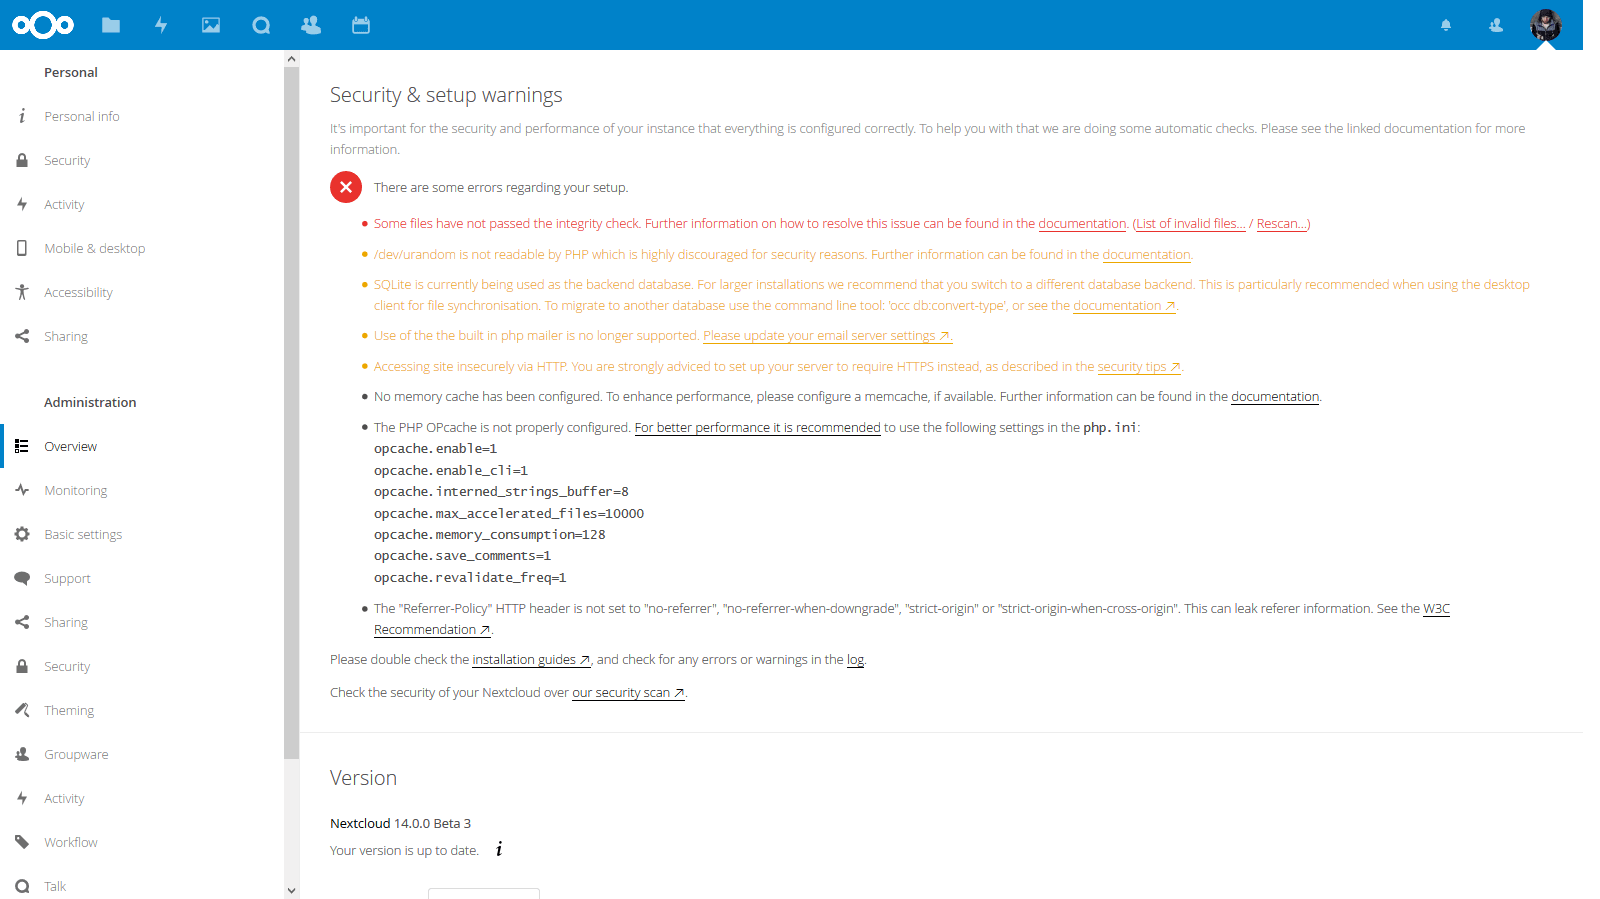 Personal
Personal info
Security
Activity
Mobile & desktop
Accessibility
Sharing
Administration
Overview
Monitoring
Basic settings
Support
Sharing
Security
Theming
Groupware
Activity
Workflow
Talk
Security & setup warnings
It's important for the security and performance of your instance that everything is configured correctly. To help you with that we are doing some automatic checks. Please see the linked documentation for more
information.
There are some errors regarding your setup.
Some files have not passed the integrity check. Further information on how to resolve this issue can be found in the documentation. (List of invalid files… / Rescan…)
/dev/urandom is not readable by PHP which is highly discouraged for security reasons. Further information can be found in the documentation.
SQLite is currently being used as the backend database. For larger installations we recommend that you switch to a different database backend. This is particularly recommended when using the desktop
client for file synchronisation. To migrate to another database use the command line tool: 'occ db:convert-type', or see the documentation ↗.
Use of the the built in php mailer is no longer supported. Please update your email server settings ↗.
Accessing site insecurely via HTTP. You are strongly adviced to set up your server to require HTTPS instead, as described in the security tips ↗.
No memory cache has been configured. To enhance performance, please configure a memcache, if available. Further information can be found in the documentation.
The PHP OPcache is not properly configured. For better performance it is recommended to use the following settings in the php.ini:
opcache.enable=1
opcache.enable_cli=1
opcache.interned_strings_buffer=8
opcache.max_accelerated_files=10000
opcache.memory_consumption=128
opcache.save_comments=1
opcache.revalidate_freq=1
The "Referrer-Policy" HTTP header is not set to "no-referrer", "no-referrer-when-downgrade", "strict-origin" or "strict-origin-when-cross-origin". This can leak referer information. See the W3C
Recommendation ↗.
Please double check the installation guides ↗, and check for any errors or warnings in the log.
Check the security of your Nextcloud over our security scan ↗.
Version
Nextcloud 14.0.0 Beta 3
Your version is up to date.